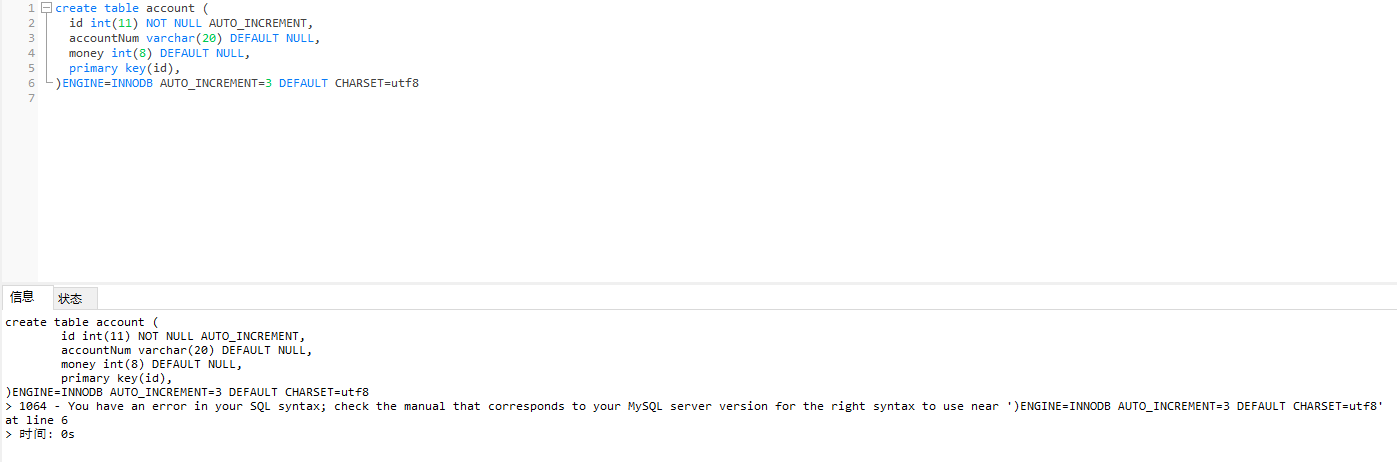 1 create table account (
2 id int(11) NOT NULL AUTO_INCREMENT,
3 accountNum varchar(20) DEFAULT NULL,
4 money int(8) DEFAULT NULL,
5 primary key(id),
6 )ENGINE=INNODB AUTO_INCREMENT=3 DEFAULT CHARSET=utf8
7
信息 状态
create table account (
id int(11) NOT NULL AUTO_INCREMENT,
accountNum varchar(20) DEFAULT NULL,
money int(8) DEFAULT NULL,
primary key(id),
)ENGINE=INNODB AUTO_INCREMENT=3 DEFAULT CHARSET=utf8
> 1064 - You have an error in your SQL syntax; check the manual that corresponds to your MySQL server version for the right syntax to use near ')ENGINE=INNODB AUTO_INCREMENT=3 DEFAULT CHARSET=utf8'
at line 6
> 时间: 0s